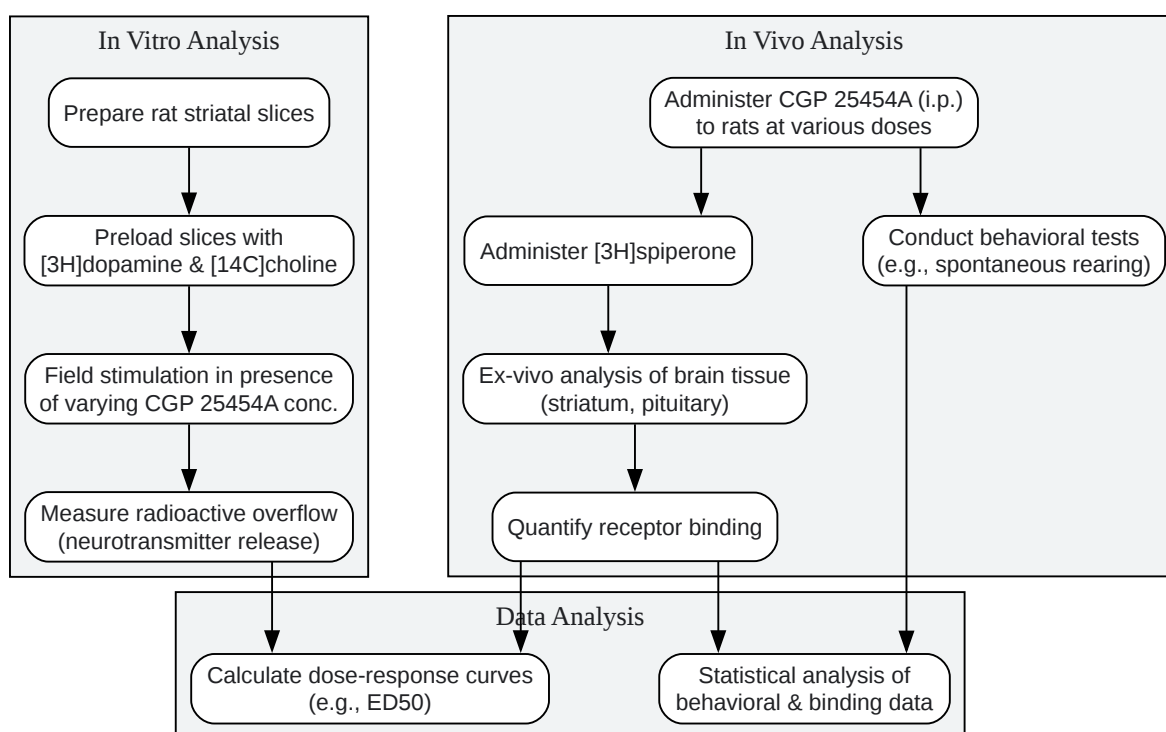 In Vitro Analysis
Prepare rat striatal slices
Preload slices with
[3H]dopamine & [14C]choline
Field stimulation in presence
of varying CGP 25454A conc.
Measure radioactive overflow
(neurotransmitter release)
In Vivo Analysis
Administer CGP 25454A (i.p.)
to rats at various doses
Administer [3H]spiperone
Conduct behavioral tests
(e.g., spontaneous rearing)
Ex-vivo analysis of brain tissue
(striatum, pituitary)
Quantify receptor binding
Data Analysis
Calculate dose-response curves
(e.g., ED50)
Statistical analysis of
behavioral & binding data